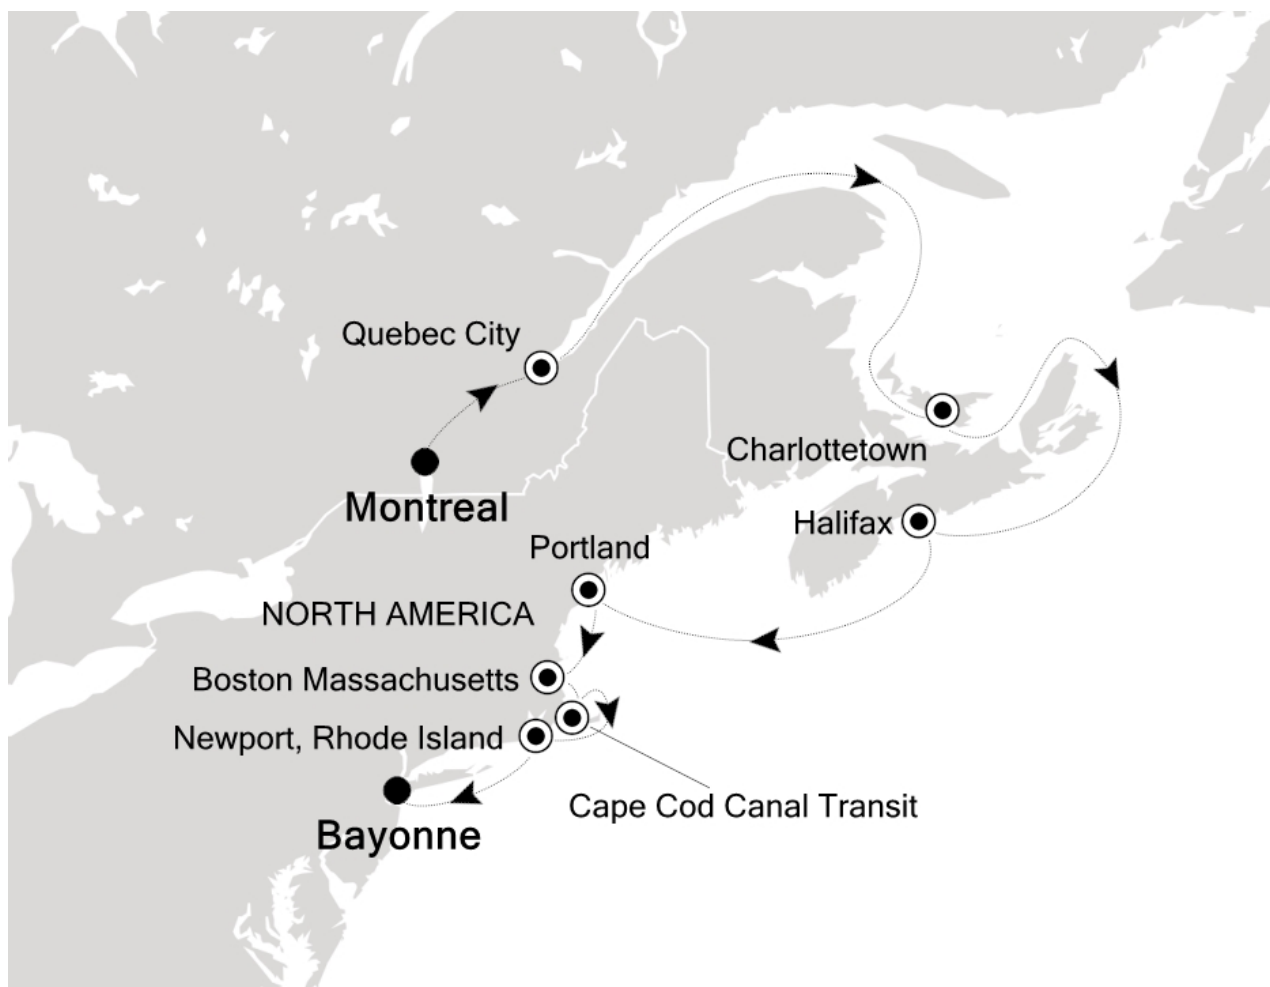 Quebec City
Charlottetown
Montreal
Halifax
Portland
NORTH AMERICA
Boston Massachusetts
Newport, Rhode Island
Cape Cod Canal Transit
Bayonne